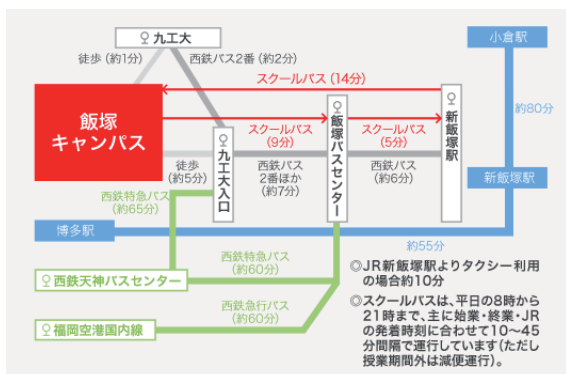 九工大
小倉駅
徒歩 (約1分)
西鉄バス2番 (約2分)
スクールバス (14分)
約80分
飯塚
キャンパス
スクールバス
(9分)
スクールバス
(5分)
九工大入口
飯塚バスセンター
新飯塚駅
徒歩
(約5分)
西鉄バス
2番ほか
(約7分)
西鉄バス
(約6分)
新飯塚駅
西鉄特急バス
(約65分)
博多駅
約55分
西鉄特急バス
(約60分)
西鉄天神バスセンター
西鉄急行バス
(約60分)
福岡空港国内線
◎JR新飯塚駅よりタクシー利用
の場合約10分
◎スクールバスは、平日の8時から
21時まで、主に始業・終業・JR
の発着時刻に合わせて10〜45
分間隔で運行しています(ただし
授業期間外は減便運行)。